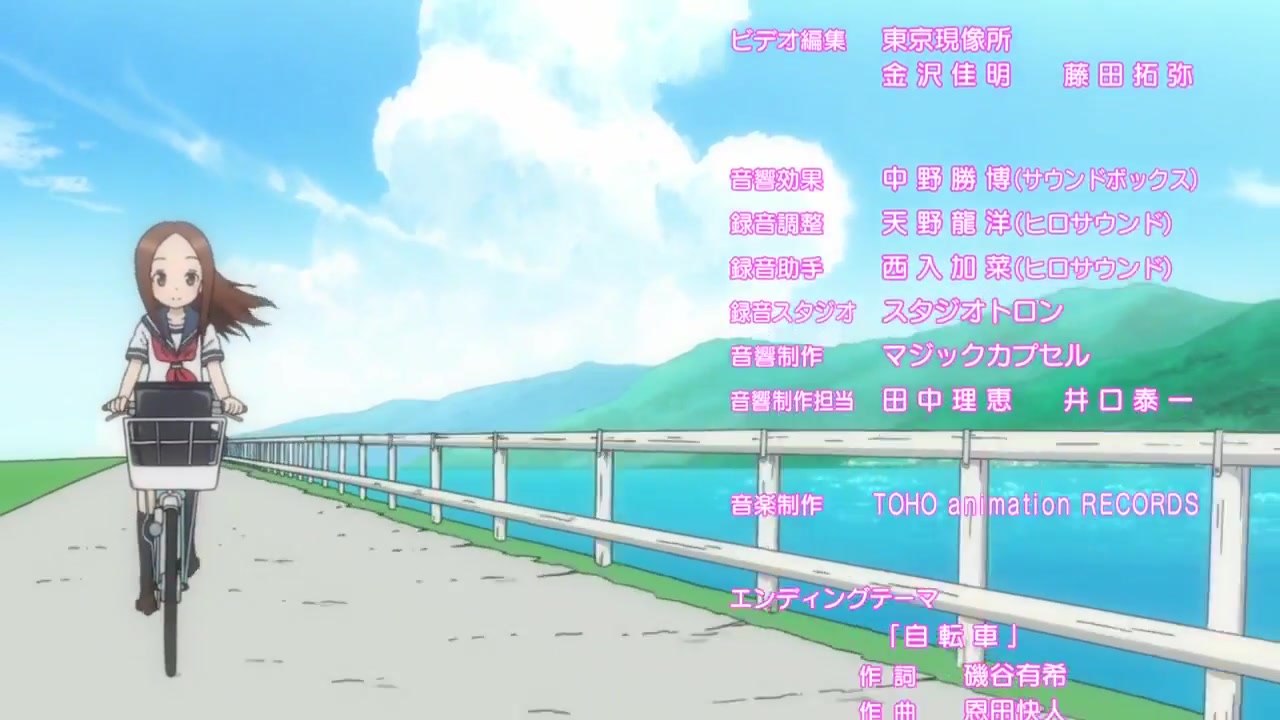 ビデオ編集 東京現像所
金沢佳明 藤田拓弥
音響効果 中野勝博(サウンドボックス)
録音調整 天野龍洋(ヒロサウンド)
録音助手 西入加菜(ヒロサウンド)
録音スタジオ スタジオトロン
音響制作 マジックカプセル
音響制作担当 田中理恵 井口泰一
音楽制作 TOHO animation RECORDS
エンディングテーマ
「自転車」
作詞 磯谷有希
作曲 恩田快人